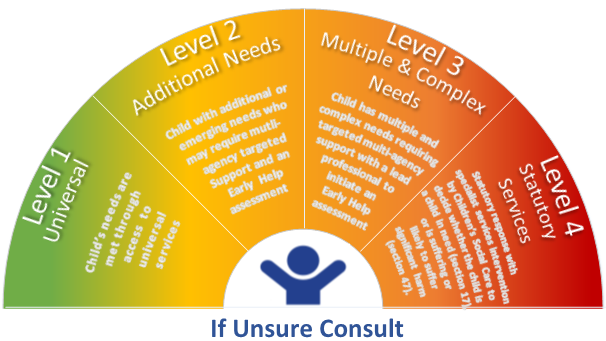 Level 1
Universal
Child's needs are
met through
access to
universal
services
Level 2
Additional Needs
Child with additional or
emerging needs who
may require mutli-
agency targeted
Support and an
Early Help
assessment
Level 3
Multiple & Complex
Needs
Child has multiple and
complex needs requiring
targeted multi-agency
support with a lead
professional to
initiate an
Early Help
assessment
Level 4
Statutory
Services
Statutory response with
specialist services intervention
by Children's Social Care to
decide whether the child is
a child in need (section 17)
or is suffering or
likely to suffer
significant harm
(section 47).
If Unsure Consult